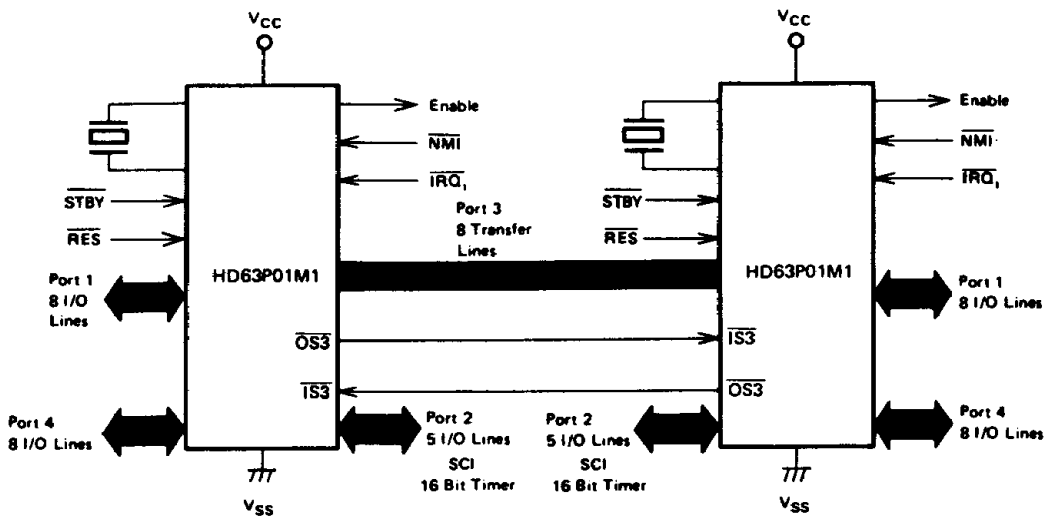 VCC
Enable
NMI
IRQ1
STBY
RES
HD63P01M1
Port 1
8 I/O
Lines
OS3
IS3
Port 4
8 I/O Lines
Port 2
5 I/O Lines
SCI
16 Bit Timer
VSS
Port 3
8 Transfer
Lines
VCC
Enable
NMI
IRQ1
STBY
RES
HD63P01M1
Port 1
8 I/O Lines
IS3
OS3
Port 2
5 I/O Lines
SCI
16 Bit Timer
Port 4
8 I/O Lines
VSS